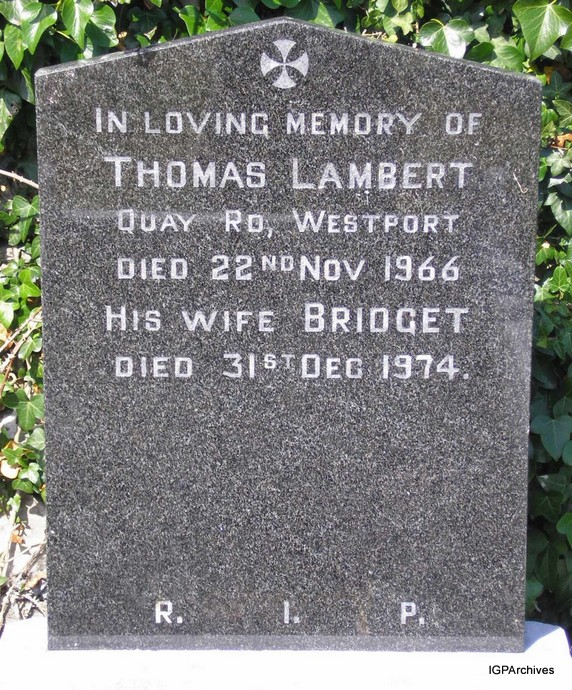 In loving memory of
Thomas Lambert
Quay Rd, Westport
died 22nd Nov 1966
His wife Bridget
died 31st Dec 1974.
R. I. P.
IGPArchives